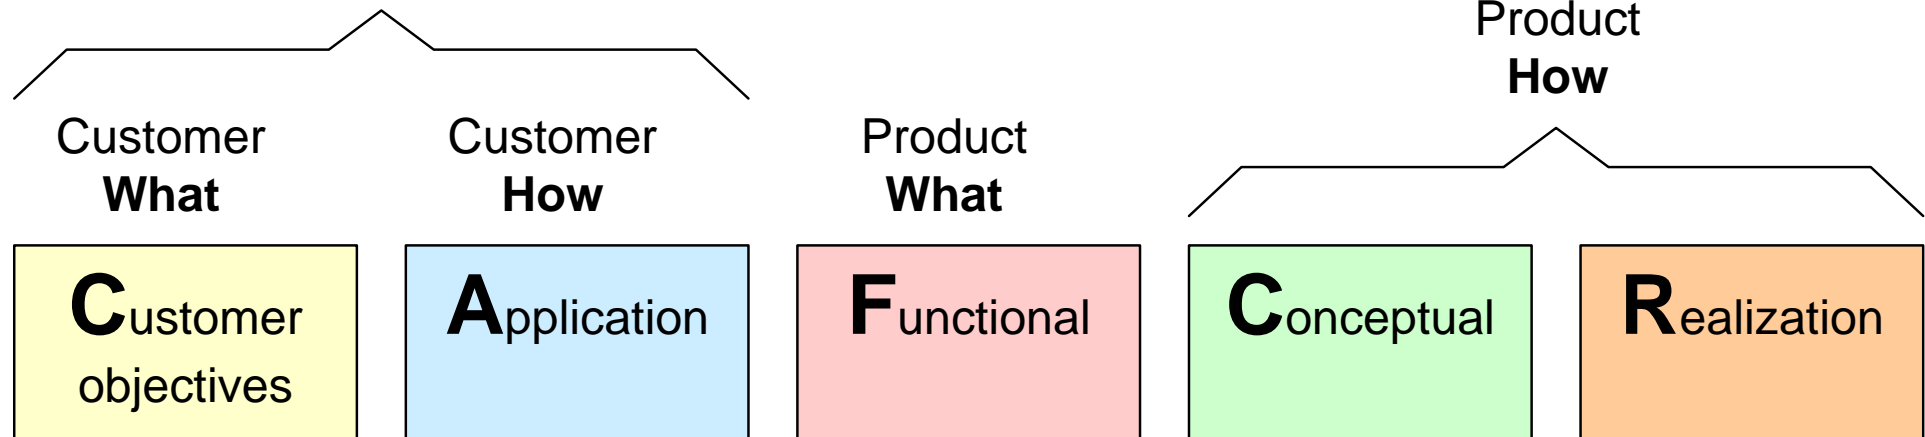 Product
How
Customer
What
Customer
How
Product
What
Customer
objectives
Application
Functional
Conceptual
Realization